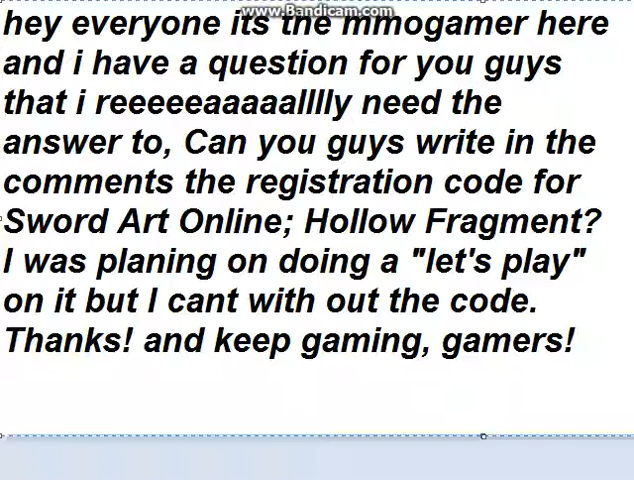 www.Bandicam.com
hey everyone its the mmogamer here
and i have a question for you guys
that i reeeeeaaaaalllly need the
answer to, Can you guys write in the
comments the registration code for
Sword Art Online; Hollow Fragment?
I was planing on doing a "let's play"
on it but I cant with out the code.
Thanks! and keep gaming, gamers!